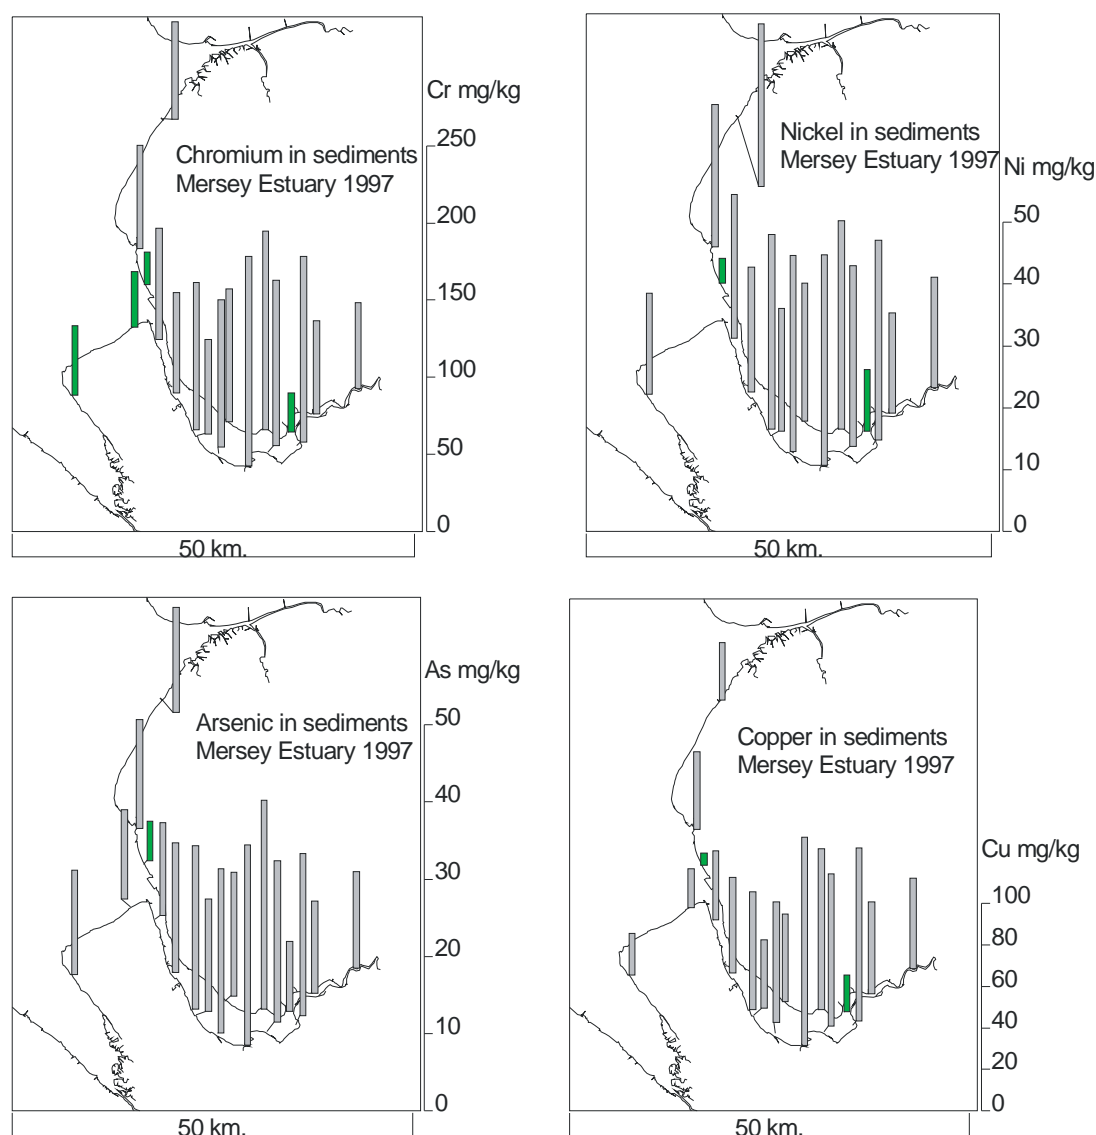 Cr mg/kg
Chromium in sediments
Mersey Estuary 1997
250
200
150
100
50
0
50 km.
Nickel in sediments
Mersey Estuary 1997
Ni mg/kg
50
40
30
20
10
0
50 km.
As mg/kg
Arsenic in sediments
Mersey Estuary 1997
50
40
30
20
10
0
50 km.
Copper in sediments
Mersey Estuary 1997
Cu mg/kg
100
80
60
40
20
0
50 km.